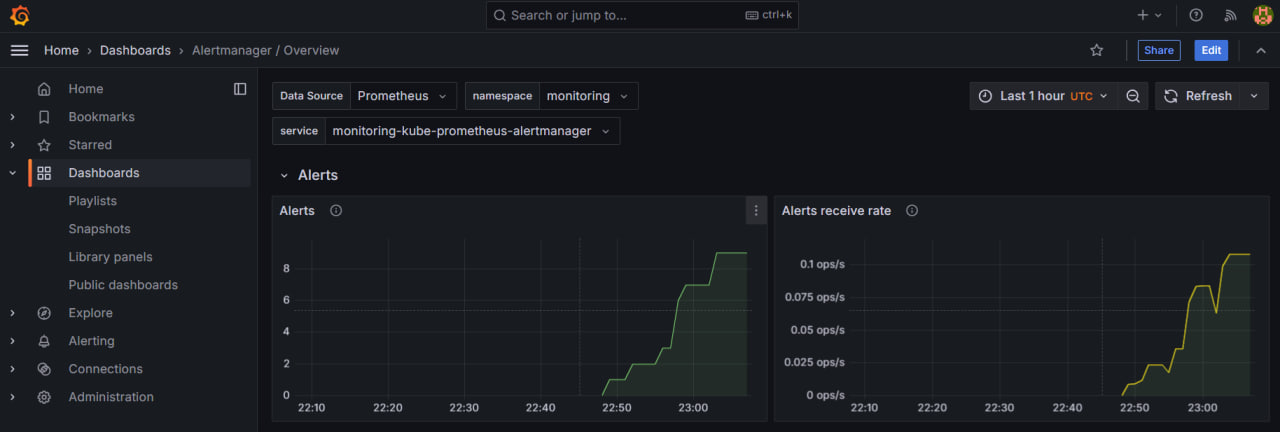 Search or jump to...
ctrl+k
Home › Dashboards › Alertmanager / Overview
Share
Edit
Home
Bookmarks
Starred
Dashboards
Playlists
Snapshots
Library panels
Public dashboards
Explore
Alerting
Connections
Administration
Data Source Prometheus
namespace monitoring
Last 1 hour UTC
Refresh
service monitoring-kube-prometheus-alertmanager
Alerts
Alerts
8
6
4
2
0
22:10 22:20 22:30 22:40 22:50 23:00
Alerts receive rate
0.1 ops/s
0.075 ops/s
0.05 ops/s
0.025 ops/s
0 ops/s
22:10 22:20 22:30 22:40 22:50 23:00